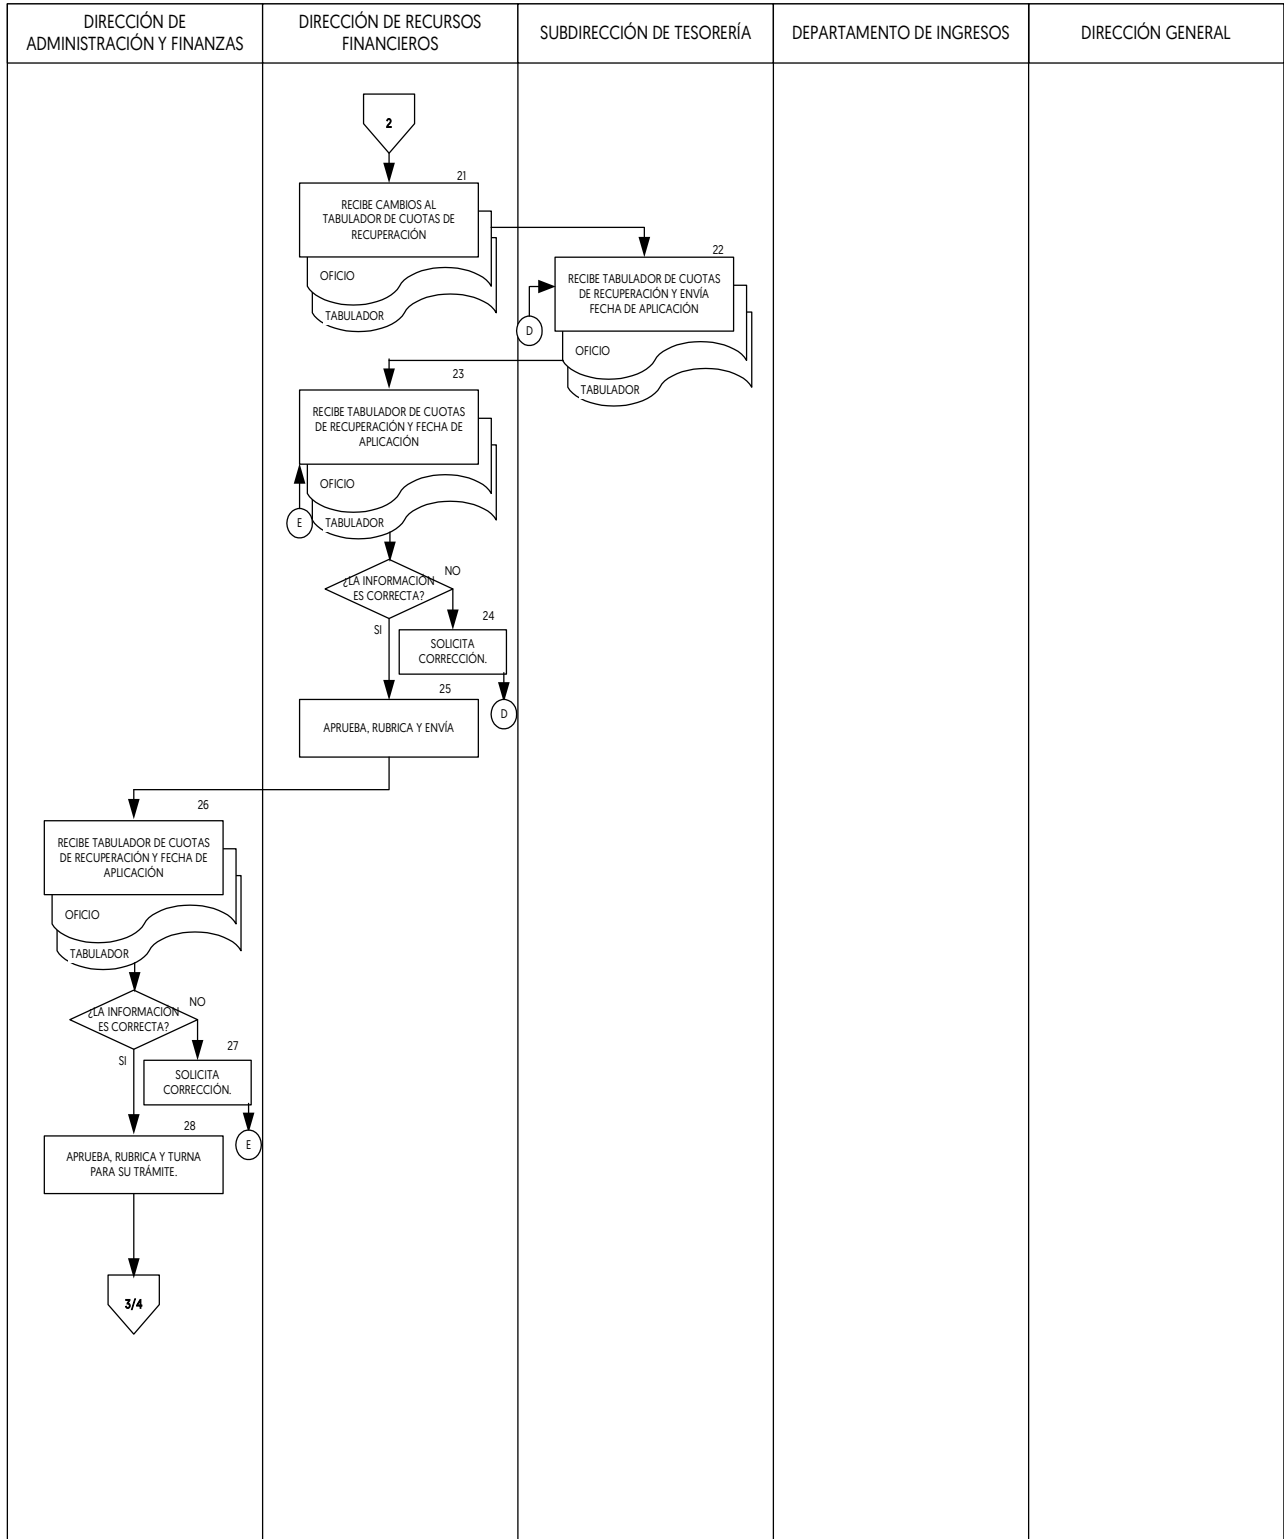 DIRECCIÓN DE
ADMINISTRACIÓN Y FINANZAS
DIRECCIÓN DE RECURSOS
FINANCIEROS
SUBDIRECCIÓN DE TESORERÍA
DEPARTAMENTO DE INGRESOS
DIRECCIÓN GENERAL
2
21
RECIBE CAMBIOS AL
TABULADOR DE CUOTAS DE
RECUPERACIÓN
OFICIO
TABULADOR
22
RECIBE TABULADOR DE CUOTAS
DE RECUPERACIÓN Y ENVÍA
FECHA DE APLICACIÓN
D
OFICIO
TABULADOR
23
RECIBE TABULADOR DE CUOTAS
DE RECUPERACIÓN Y FECHA DE
APLICACIÓN
OFICIO
E
TABULADOR
¿LA INFORMACIÓN
ES CORRECTA?
NO
SI
24
SOLICITA
CORRECCIÓN.
D
25
APRUEBA, RUBRICA Y ENVÍA
26
RECIBE TABULADOR DE CUOTAS
DE RECUPERACIÓN Y FECHA DE
APLICACIÓN
OFICIO
TABULADOR
¿LA INFORMACIÓN
ES CORRECTA?
NO
SI
27
SOLICITA
CORRECCIÓN.
E
28
APRUEBA, RUBRICA Y TURNA
PARA SU TRÁMITE.
3/4